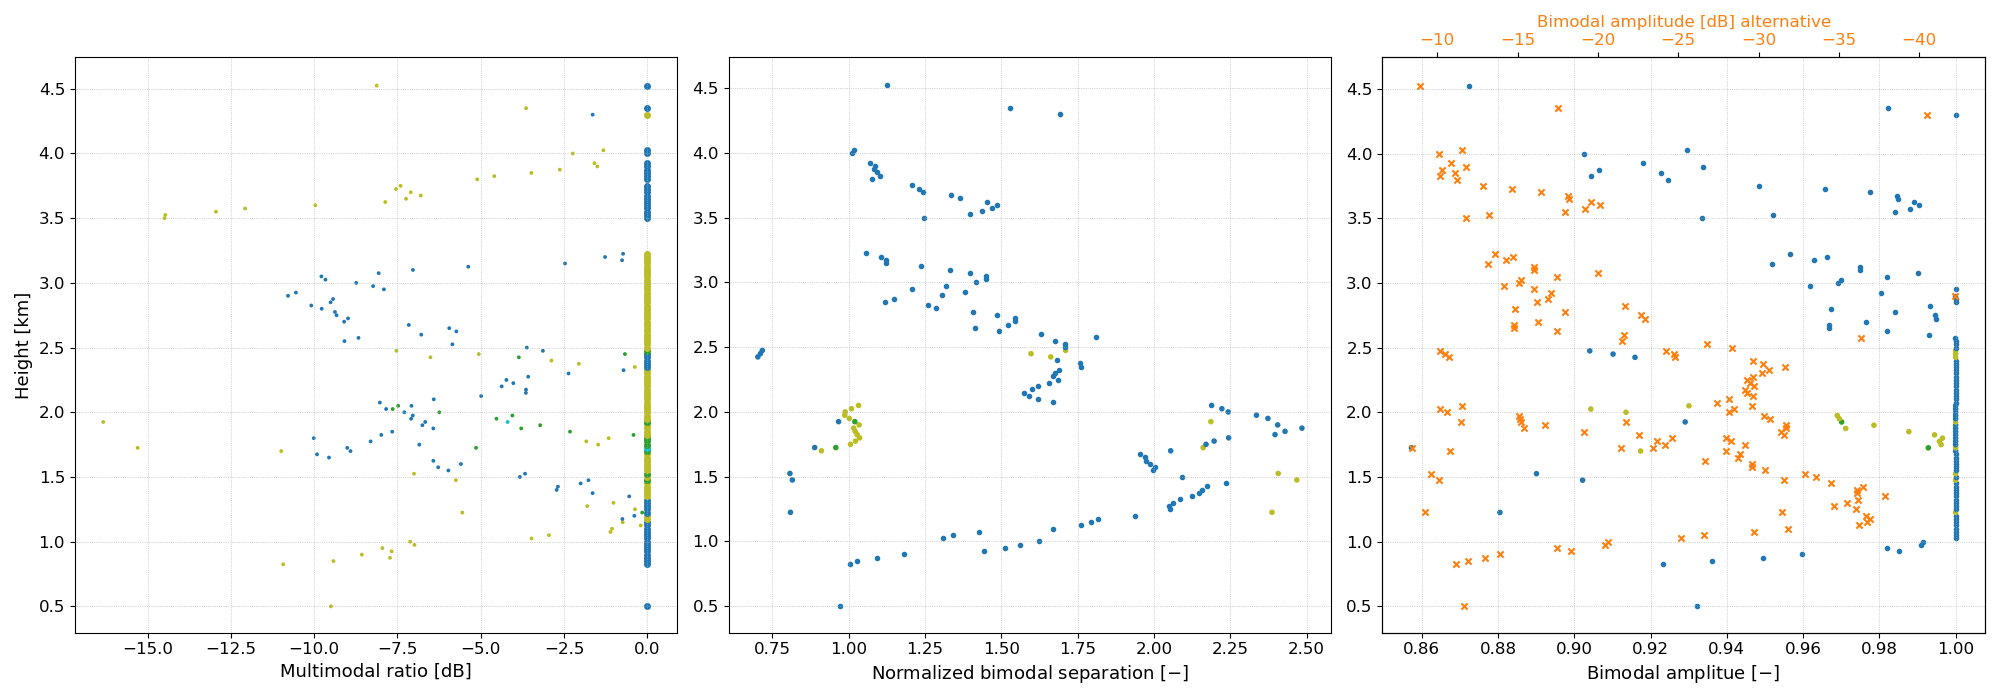 Bimodal amplitude [dB] alternative
−10 −15 −20 −25 −30 −35 −40
4.5 4.5 4.5
4.0 4.0 4.0
3.5 3.5 3.5
3.0 3.0 3.0
Height [km]
2.5 2.5 2.5
2.0 2.0 2.0
1.5 1.5 1.5
1.0 1.0 1.0
0.5 0.5 0.5
−15.0 −12.5 −10.0 −7.5 −5.0 −2.5 0.0 0.75 1.00 1.25 1.50 1.75 2.00 2.25 2.50 0.86 0.88 0.90 0.92 0.94 0.96 0.98 1.00
Multimodal ratio [dB] Normalized bimodal separation [−] Bimodal amplitue [−]